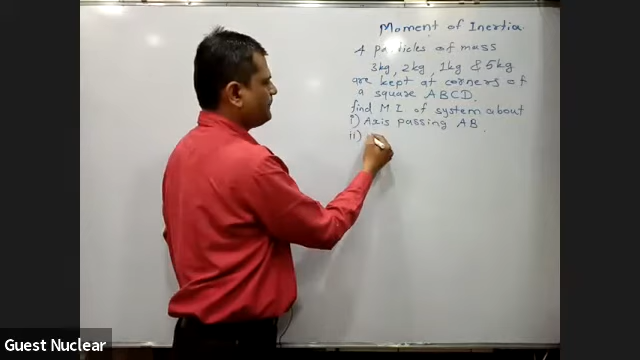 Moment of Inertia.
4 particles of mass
3kg, 2kg, 1kg & 5kg
are kept at corners of
a square ABCD.
find M I of system about
i) Axis passing AB.
ii)
Guest Nuclear